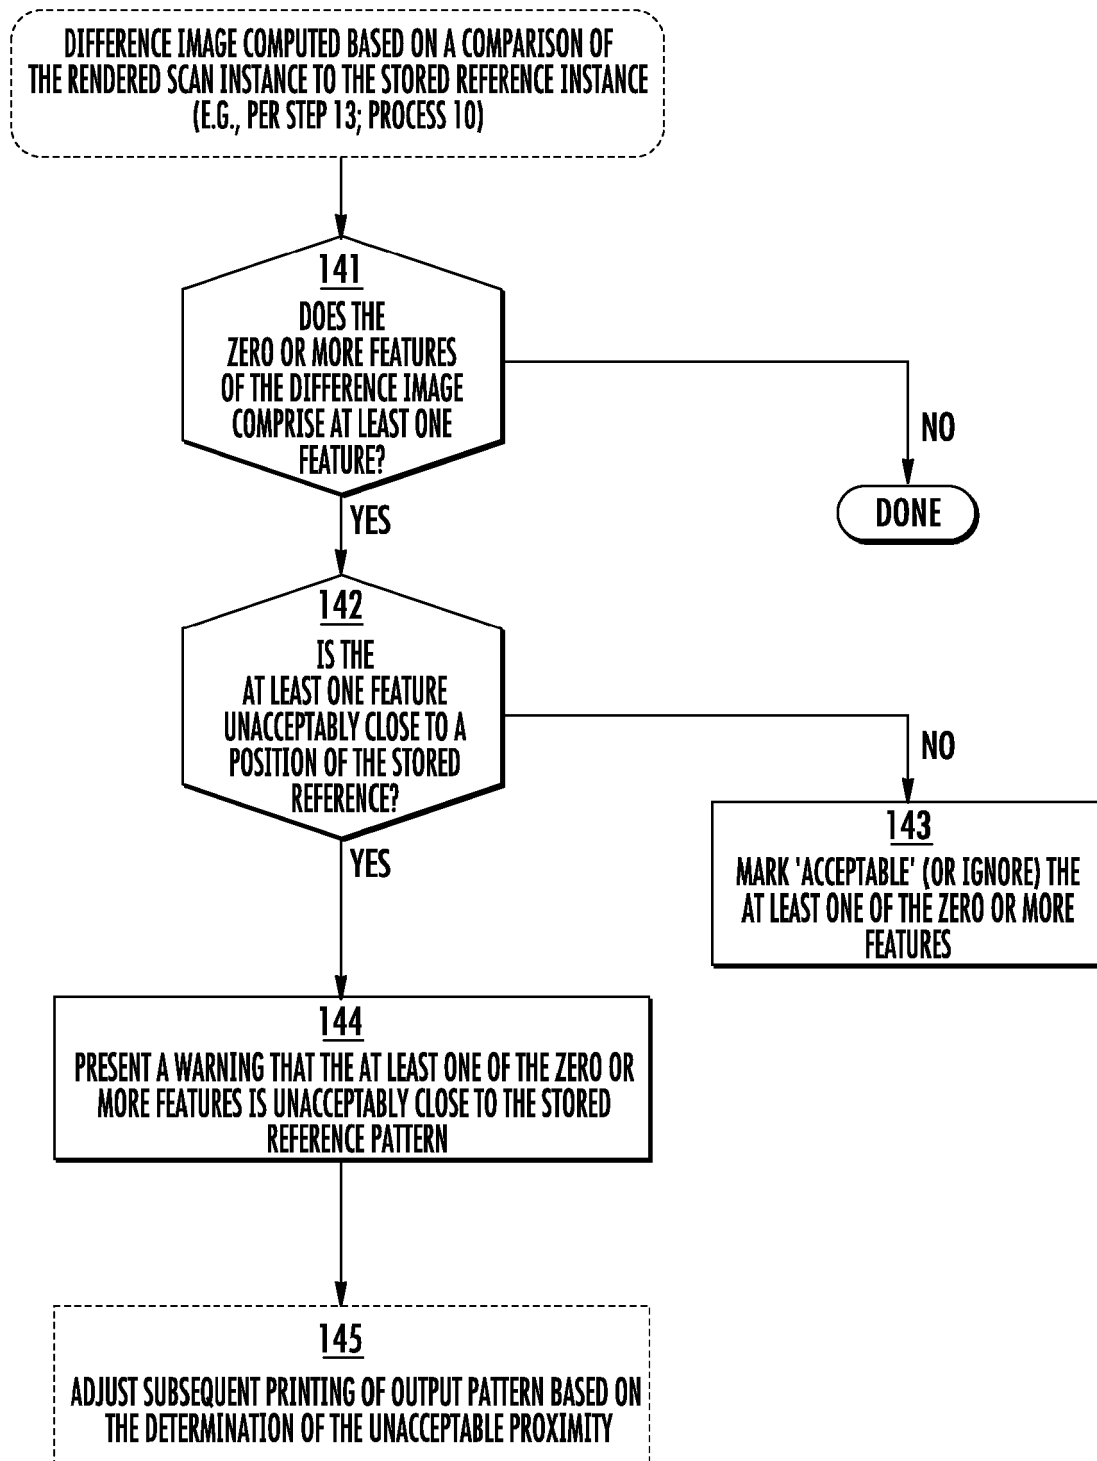 DIFFERENCE IMAGE COMPUTED BASED ON A COMPARISON OF
THE RENDERED SCAN INSTANCE TO THE STORED REFERENCE INSTANCE
(E.G., PER STEP 13; PROCESS 10)
141
DOES THE
ZERO OR MORE FEATURES
OF THE DIFFERENCE IMAGE
COMPRISE AT LEAST ONE
FEATURE?
NO
DONE
YES
142
IS THE
AT LEAST ONE FEATURE
UNACCEPTABLY CLOSE TO A
POSITION OF THE STORED
REFERENCE?
NO
143
MARK 'ACCEPTABLE' (OR IGNORE) THE
AT LEAST ONE OF THE ZERO OR MORE
FEATURES
YES
144
PRESENT A WARNING THAT THE AT LEAST ONE OF THE ZERO OR
MORE FEATURES IS UNACCEPTABLY CLOSE TO THE STORED
REFERENCE PATTERN
145
ADJUST SUBSEQUENT PRINTING OF OUTPUT PATTERN BASED ON
THE DETERMINATION OF THE UNACCEPTABLE PROXIMITY